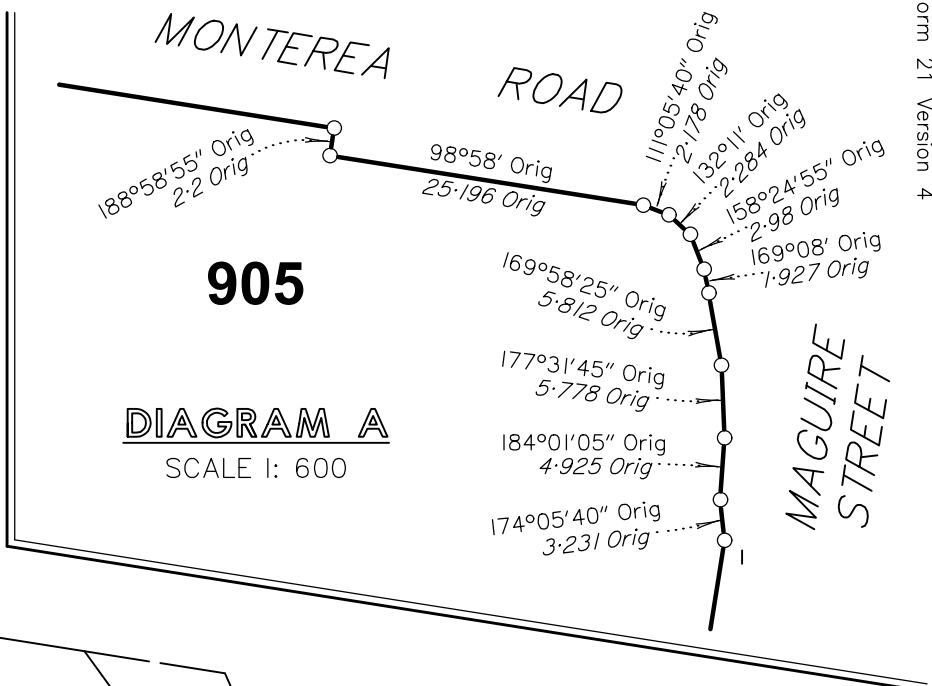 MONTEREA
ROAD
orm 21 Version 4
188°58'55" Orig
2·2 Orig
98°58' Orig
25·196 Orig
111°05'40" Orig
2·178 Orig
132°11' Orig
2·284 Orig
158°24'55" Orig
2·98 Orig
169°08' Orig
1·927 Orig
905
169°58'25" Orig
5·812 Orig
177°31'45" Orig
5·778 Orig
184°01'05" Orig
4·925 Orig
174°05'40" Orig
3·231 Orig
1
MAGUIRE
STREET
DIAGRAM A
SCALE 1: 600